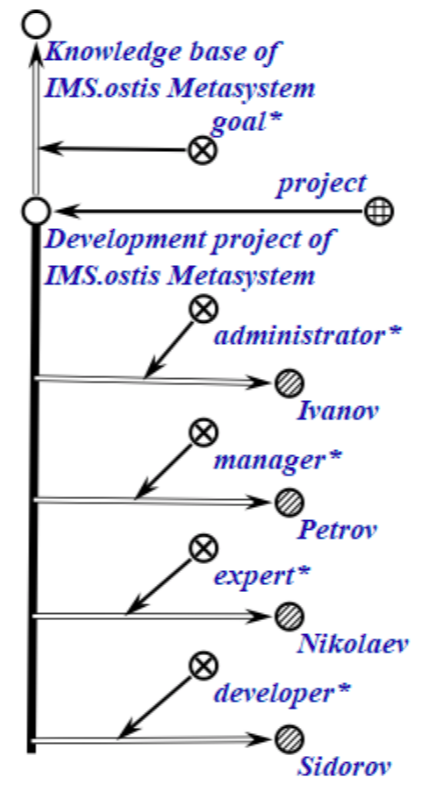 Knowledge base of
IMS.ostis Metasystem
goal*
project
Development project of
IMS.ostis Metasystem
administrator*
Ivanov
manager*
Petrov
expert*
Nikolaev
developer*
Sidorov